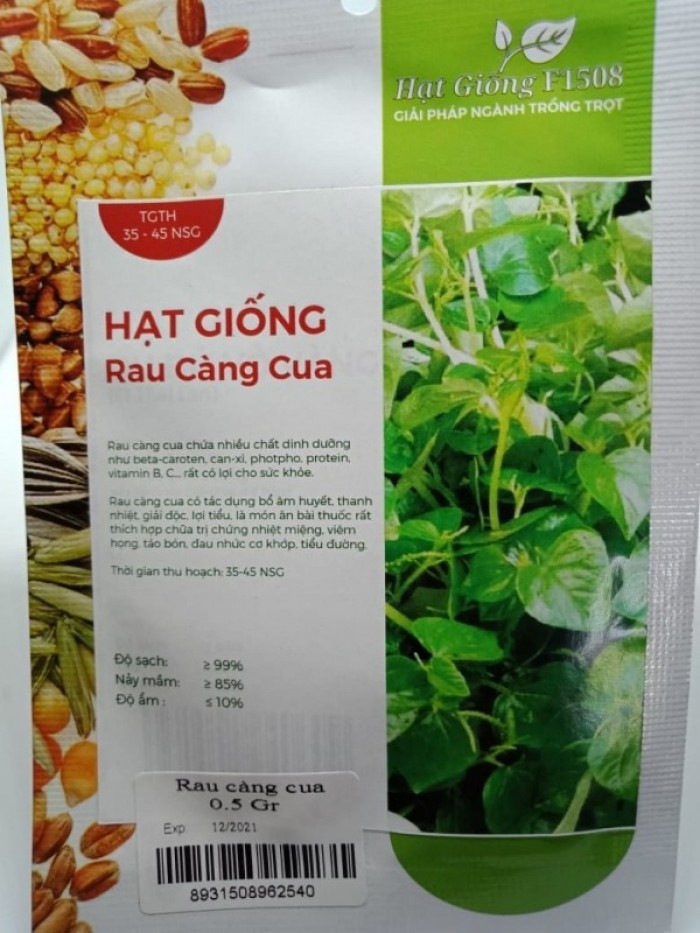 Hạt Giống F1508
GIẢI PHÁP NGÀNH TRỒNG TRỌT
TGTH
35 - 45 NSG
HẠT GIỐNG
Rau Càng Cua
Rau càng cua chứa nhiều chất dinh dưỡng
như beta-caroten, can-xi, photpho, protein,
vitamin B, C... rất có lợi cho sức khỏe.
Rau càng cua có tác dụng bổ âm huyết, thanh
nhiệt, giải độc, lợi tiểu, là món ăn bài thuốc rất
thích hợp chữa trị chứng nhiệt miệng, viêm
họng, táo bón, đau nhức cơ khớp, tiểu đường.
Thời gian thu hoạch: 35-45 NSG
Độ sạch: ≥ 99%
Nảy mầm: ≥ 85%
Độ ẩm : ≤ 10%
Rau càng cua
0.5 Gr
Exp 12/2021
8931508962540